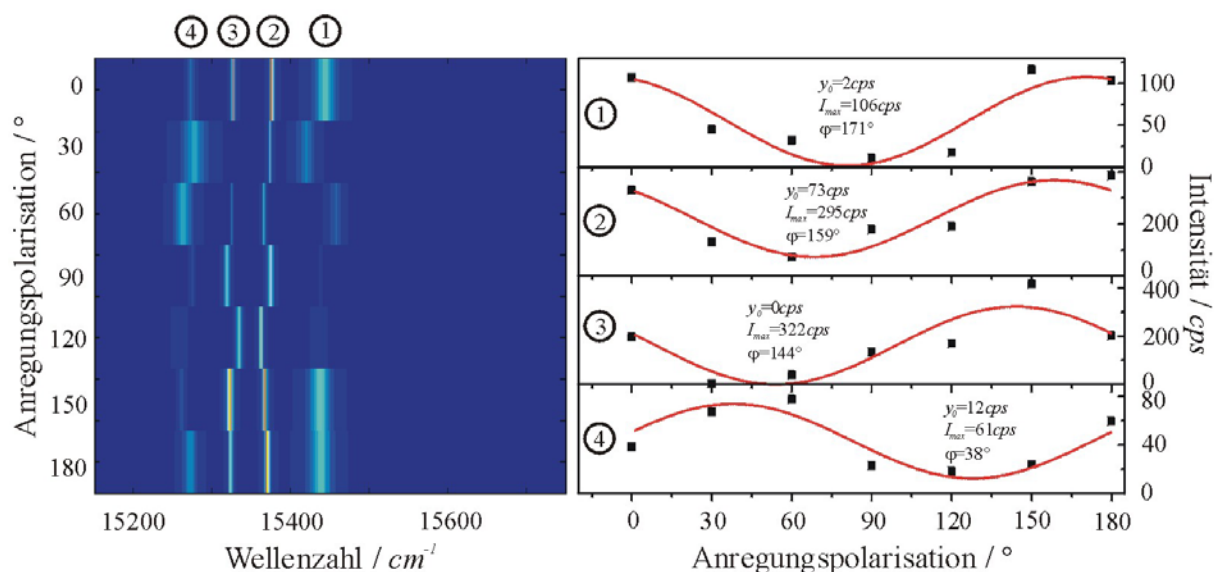 ④ ③ ② ①
Anregungspolarisation / °
0
30
60
90
120
150
180
15200 15400 15600
Wellenzahl / cm⁻¹
①
y₀=2cps
Iₘₐₓ=106cps
φ=171°
100
50
0
②
y₀=73cps
Iₘₐₓ=295cps
φ=159°
200
0
③
y₀=0cps
Iₘₐₓ=322cps
φ=144°
400
200
0
④
y₀=12cps
Iₘₐₓ=61cps
φ=38°
80
40
0
Intensität / cps
0 30 60 90 120 150 180
Anregungspolarisation / °